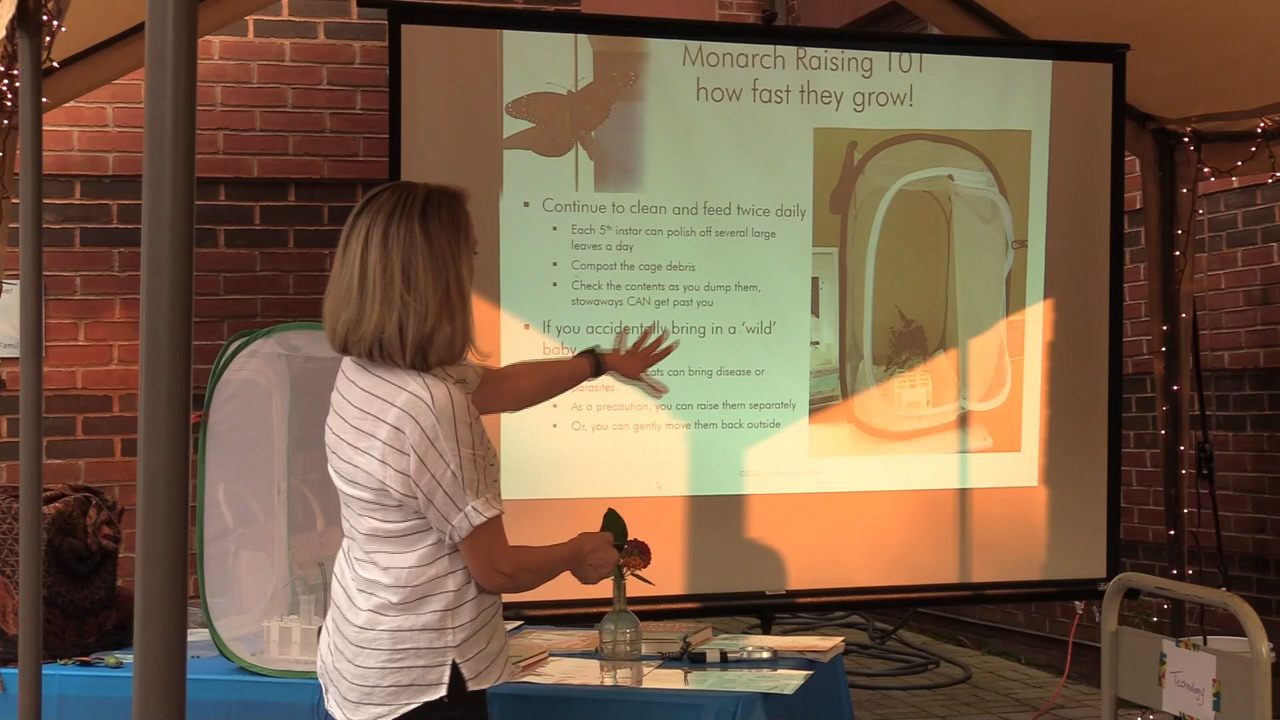 Monarch Raising 101
how fast they grow!
Continue to clean and feed twice daily
Each 5th instar can polish off several large
leaves a day
Compost the cage debris
Check the contents as you dump them,
stowaways CAN get past you
If you accidentally bring in a 'wild'
baby
can bring disease or
parasites
As a precaution, you can raise them separately
Or, you can gently move them back outside
Famil
Technology